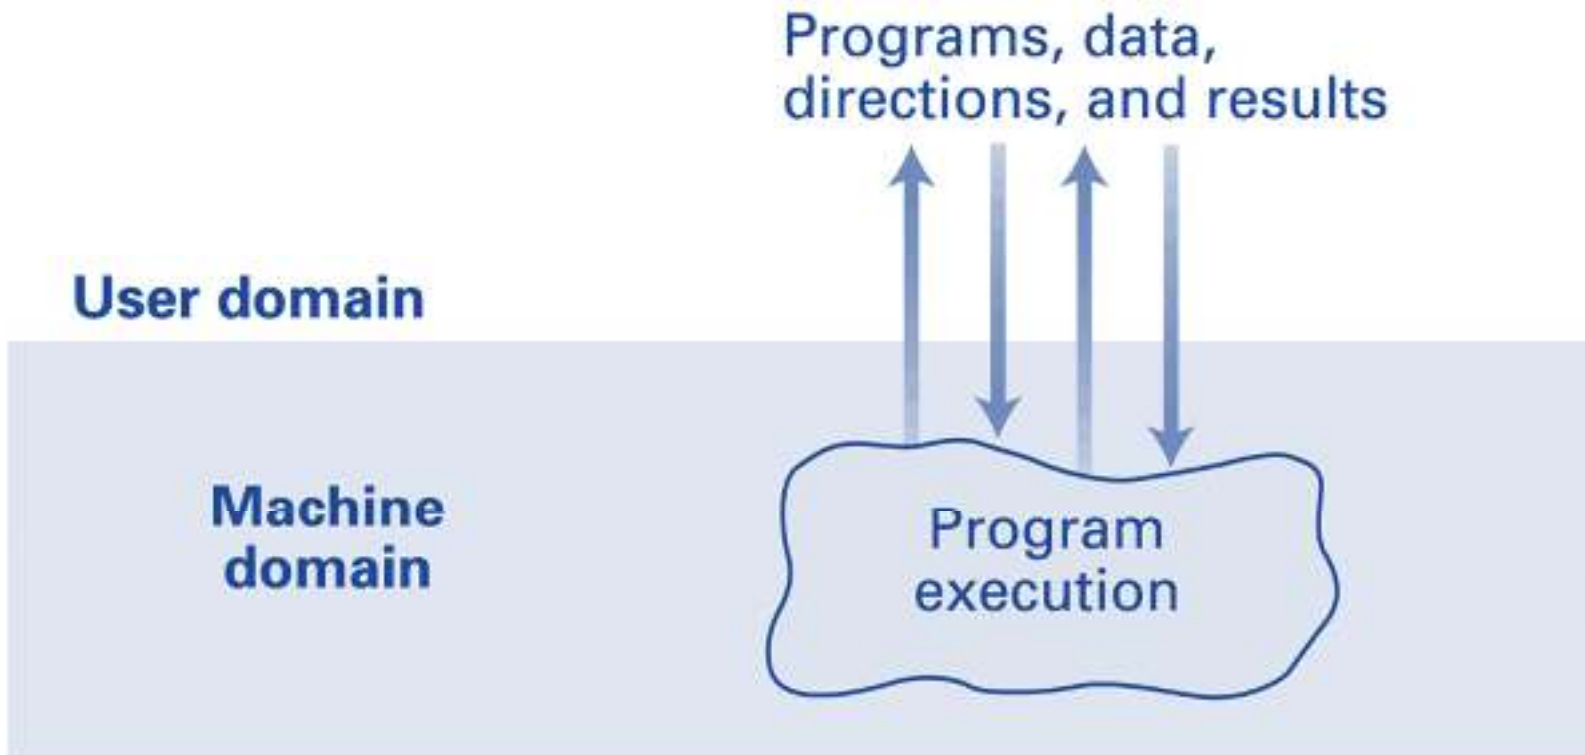 Programs, data,
directions, and results
User domain
Machine
domain
Program
execution